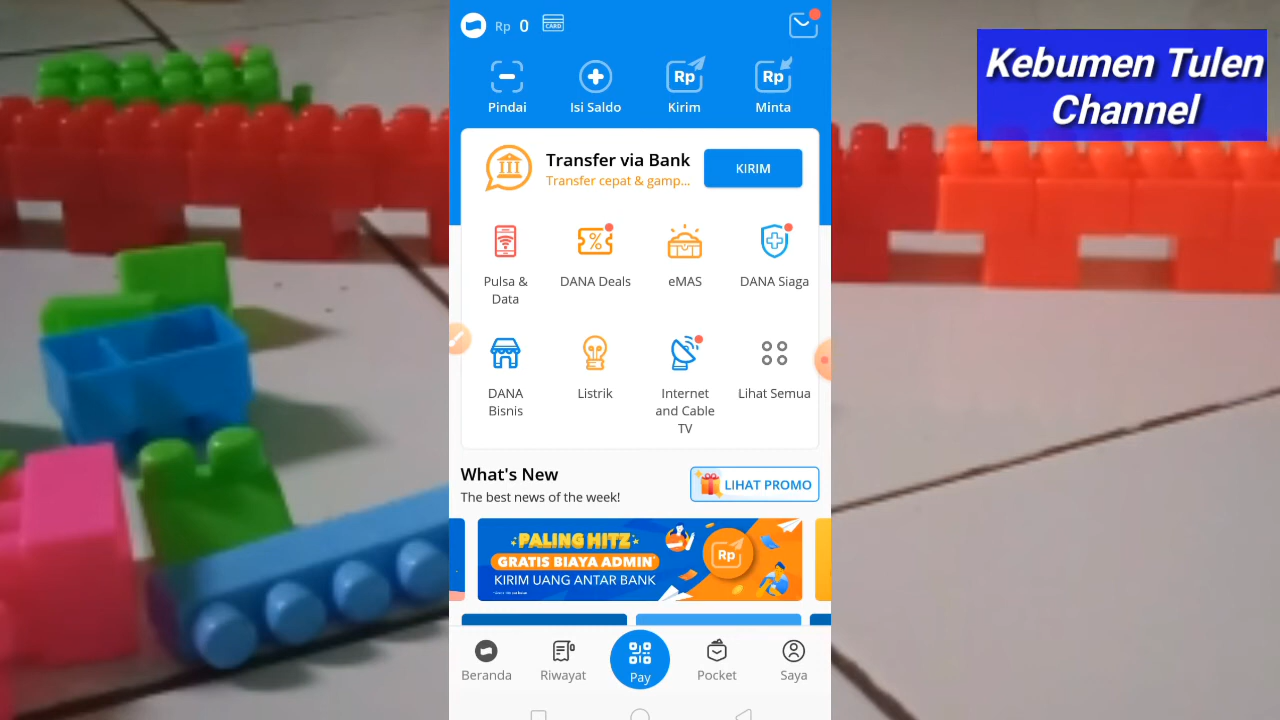 Rp 0
CARD
Kebumen Tulen
Channel
Pindai
Isi Saldo
Rp
Kirim
Rp
Minta
Transfer via Bank
Transfer cepat & gamp...
KIRIM
Pulsa &
Data
DANA Deals
eMAS
DANA Siaga
DANA
Bisnis
Listrik
Internet
and Cable
TV
Lihat Semua
What's New
The best news of the week!
LIHAT PROMO
PALING HITZ
GRATIS BIAYA ADMIN*
KIRIM UANG ANTAR BANK
Rp
Beranda
Riwayat
Pay
Pocket
Saya